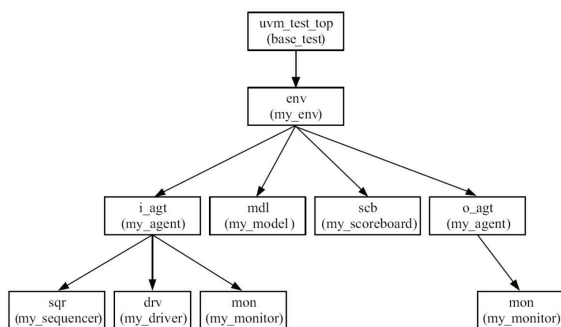 uvm_test_top
(base_test)
env
(my_env)
i_agt
(my_agent)
mdl
(my_model)
scb
(my_scoreboard)
o_agt
(my_agent)
sqr
(my_sequencer)
drv
(my_driver)
mon
(my_monitor)
mon
(my_monitor)